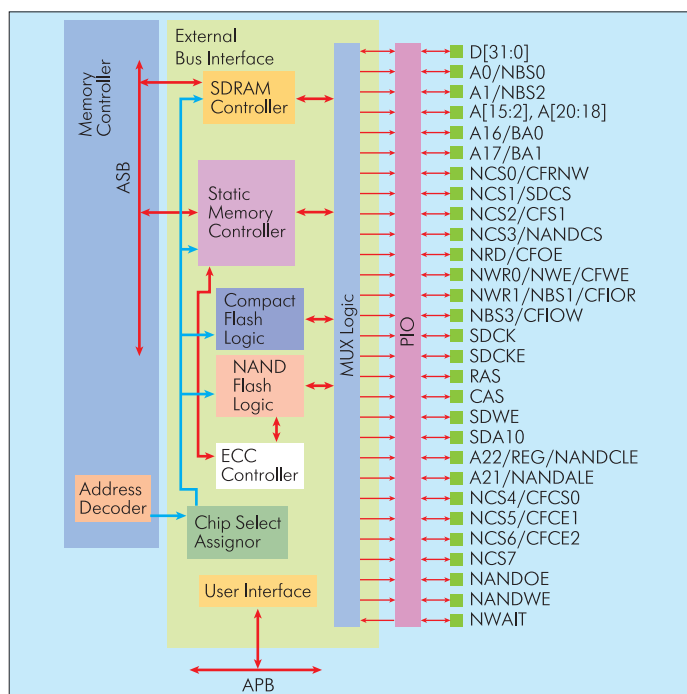 Memory
Controller
ASB
Address
Decoder
External
Bus Interface
SDRAM
Controller
Static
Memory
Controller
Compact
Flash
Logic
NAND
Flash
Logic
ECC
Controller
Chip Select
Assignor
User Interface
APB
MUX Logic
PIO
D[31:0]
A0/NBS0
A1/NBS2
A[15:2], A[20:18]
A16/BA0
A17/BA1
NCS0/CFRNW
NCS1/SDCS
NCS2/CFS1
NCS3/NANDCS
NRD/CFOE
NWR0/NWE/CFWE
NWR1/NBS1/CFIOR
NBS3/CFIOW
SDCK
SDCKE
RAS
CAS
SDWE
SDA10
A22/REG/NANDCLE
A21/NANDALE
NCS4/CFCS0
NCS5/CFCE1
NCS6/CFCE2
NCS7
NANDOE
NANDWE
NWAIT